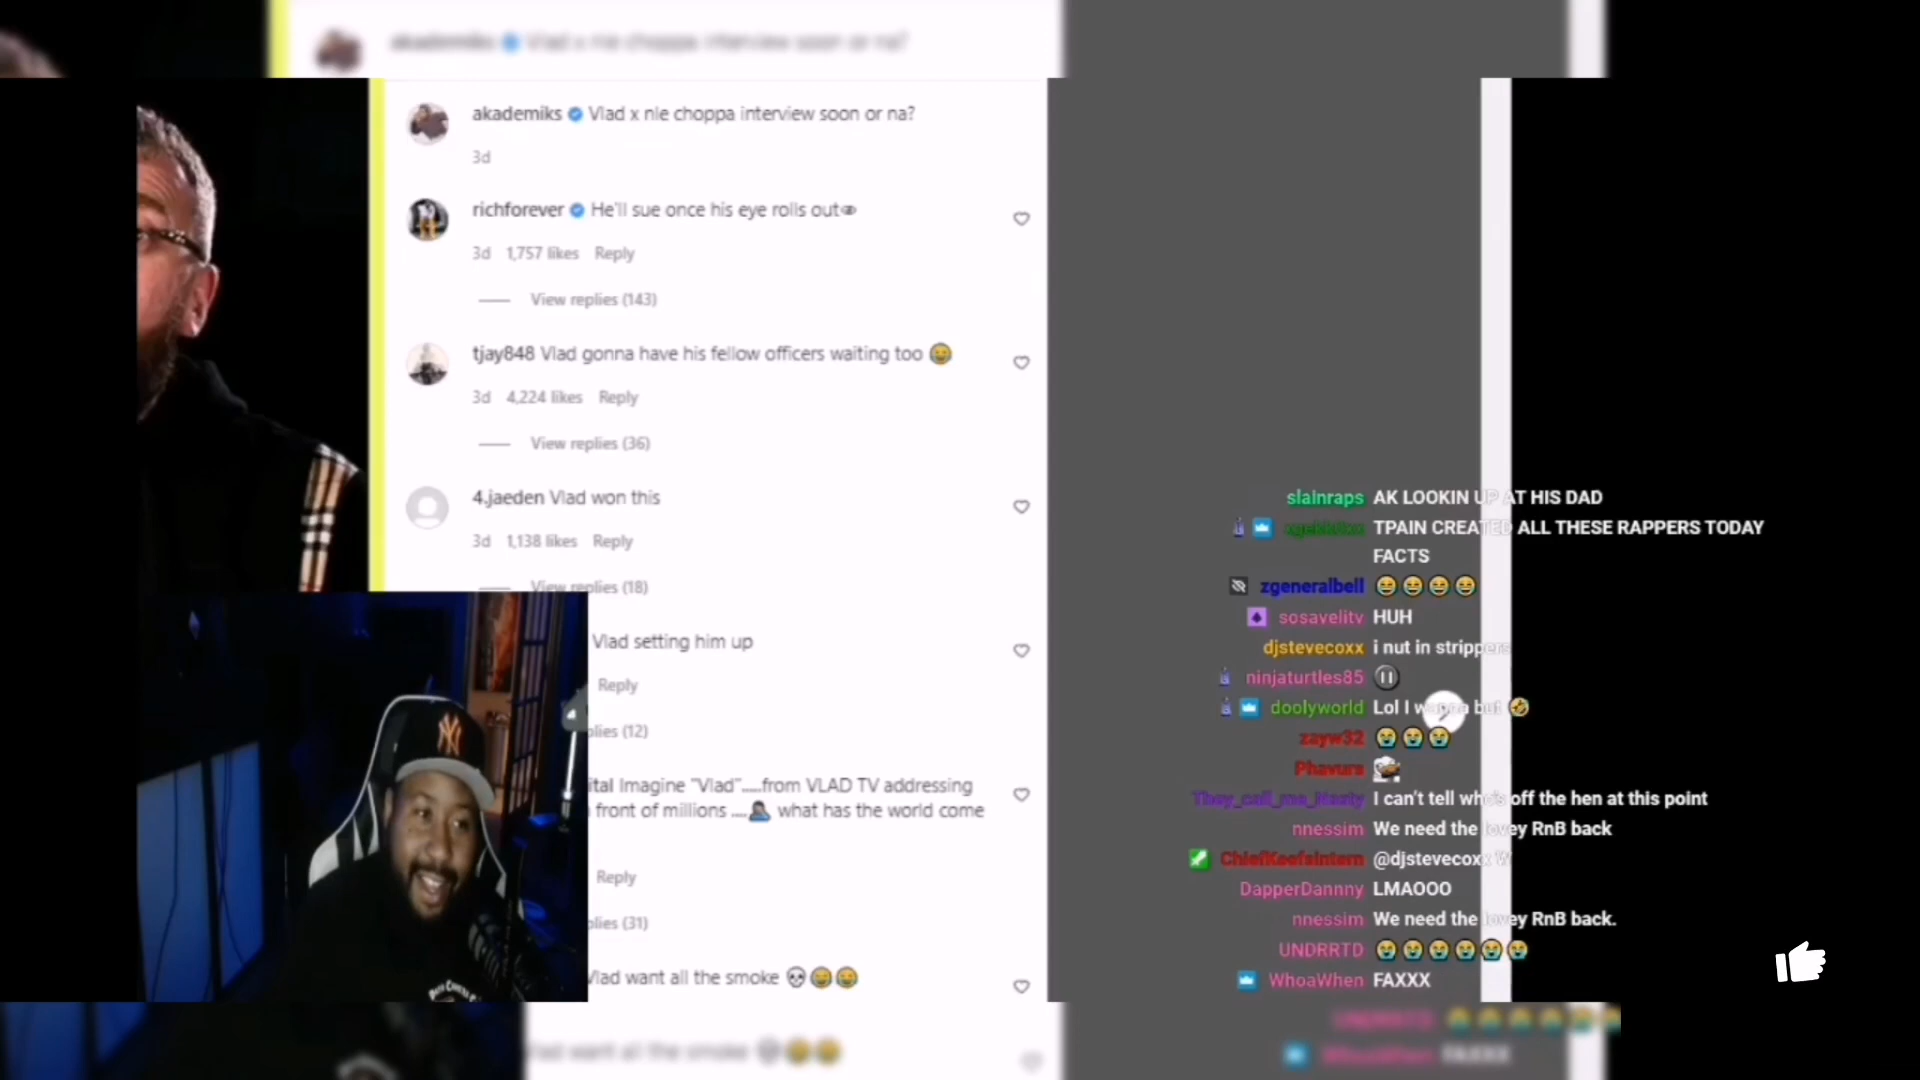 akademiks Vlad x nle choppa interview soon or na?
akademiks Vlad x nle choppa interview soon or na?
3d
richforever He'll sue once his eye rolls out👁
3d 1,757 likes Reply
View replies (143)
tjay848 Vlad gonna have his fellow officers waiting too 😂
3d 4,224 likes Reply
View replies (36)
4.jaeden Vlad won this
3d 1,138 likes Reply
View replies (18)
Vlad setting him up
Reply
plies (12)
ital Imagine "Vlad".....from VLAD TV addressing
front of millions .... what has the world come
Reply
plies (31)
Vlad want all the smoke 💀😂😂
want all the smoke
NY
slainraps AK LOOKIN UP AT HIS DAD
TPAIN CREATED ALL THESE RAPPERS TODAY
FACTS
zgeneralbell 😆😆😆😆
sosavelitv HUH
djstevecoxx i nut in strippers
ninjaturtles85
doolyworld Lol I wanna but 🤣
zayw32 😭😭😭
Phavura
They_call_me_Nasty I can't tell who's off the hen at this point
nnessim We need the lovey RnB back
ChiefKeefsIntern @djstevecoxx W
DapperDannny LMAOOO
nnessim We need the lovey RnB back.
UNDRRTD 😭😭😭😭😭😭
WhoaWhen FAXXX
UNDRRTD
WhoaWhen FAXXX